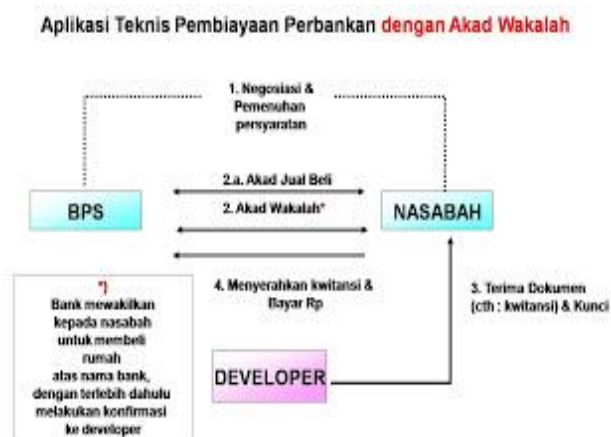 Aplikasi Teknis Pembiayaan Perbankan dengan Akad Wakalah
1. Negosiasi &
Pemenuhan
persyaratan
2.a. Akad Jual Beli
BPS
2. Akad Wakalah*
NASABAH
4. Menyerahkan kwitansi &
Bayar Rp
3. Terima Dokumen
(cth : kwitansi) & Kunci
*)
Bank mewakilkan
kepada nasabah
untuk membeli
rumah
atas nama bank,
dengan terlebih dahulu
melakukan konfirmasi
ke developer
DEVELOPER